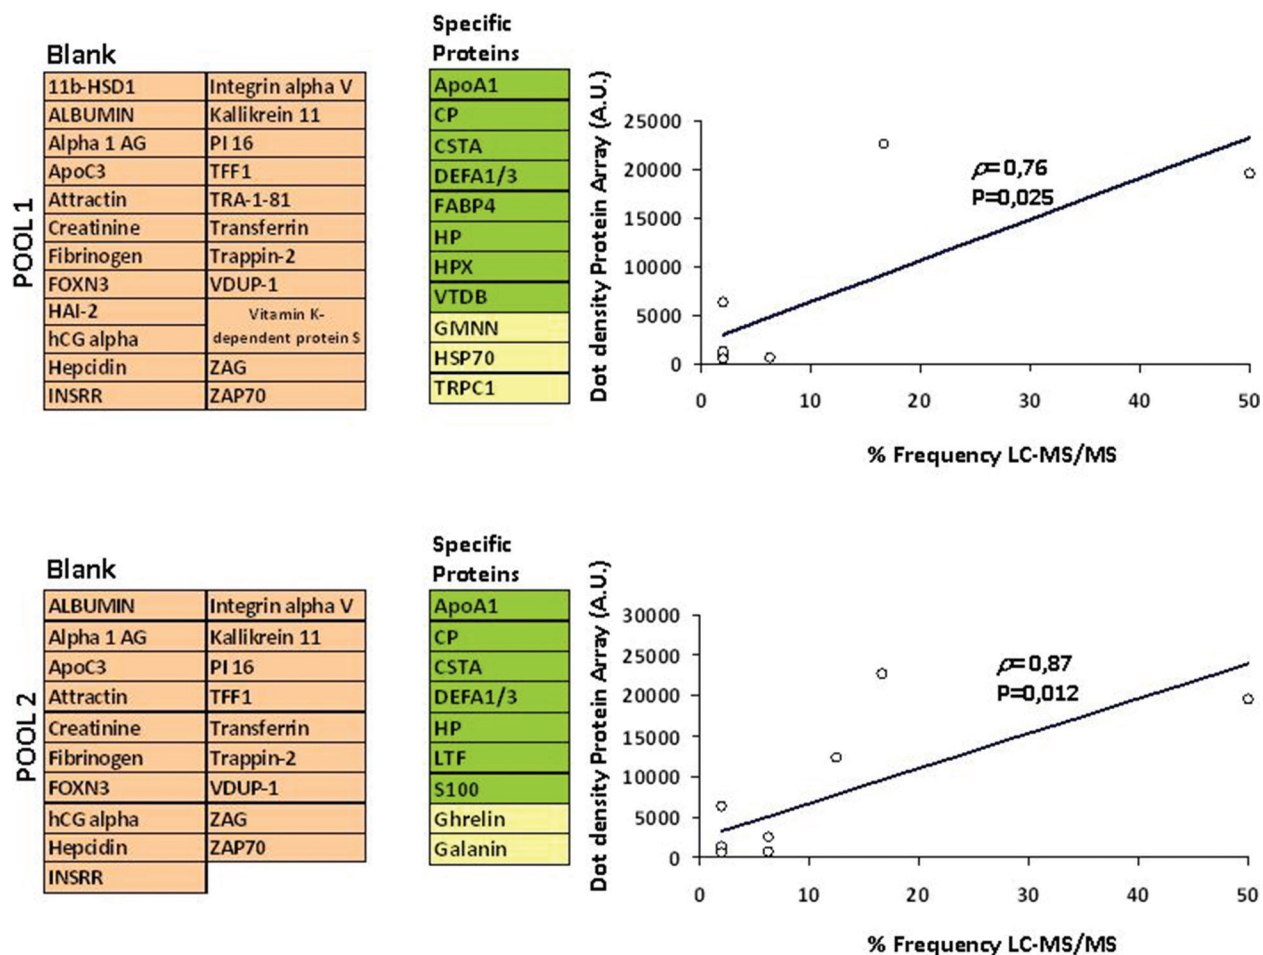 POOL 1
Blank
11b-HSD1 Integrin alpha V
ALBUMIN Kallikrein 11
Alpha 1 AG PI 16
ApoC3 TFF1
Attractin TRA-1-81
Creatinine Transferrin
Fibrinogen Trappin-2
FOXN3 VDUP-1
HAI-2 Vitamin K-
hCG alpha dependent protein S
Hepcidin ZAG
INSRR ZAP70
Specific
Proteins
ApoA1
CP
CSTA
DEFA1/3
FABP4
HP
HPX
VTDB
GMNN
HSP70
TRPC1
Dot density Protein Array (A.U.)
25000
20000
15000
10000
5000
0
ρ= 0,76
P=0,025
0 10 20 30 40 50
% Frequency LC-MS/MS
POOL 2
Blank
ALBUMIN Integrin alpha V
Alpha 1 AG Kallikrein 11
ApoC3 PI 16
Attractin TFF1
Creatinine Transferrin
Fibrinogen Trappin-2
FOXN3 VDUP-1
hCG alpha ZAG
Hepcidin ZAP70
INSRR
Specific
Proteins
ApoA1
CP
CSTA
DEFA1/3
HP
LTF
S100
Ghrelin
Galanin
Dot density Protein Array (A.U.)
30000
25000
20000
15000
10000
5000
0
ρ= 0,87
P=0,012
0 10 20 30 40 50
% Frequency LC-MS/MS